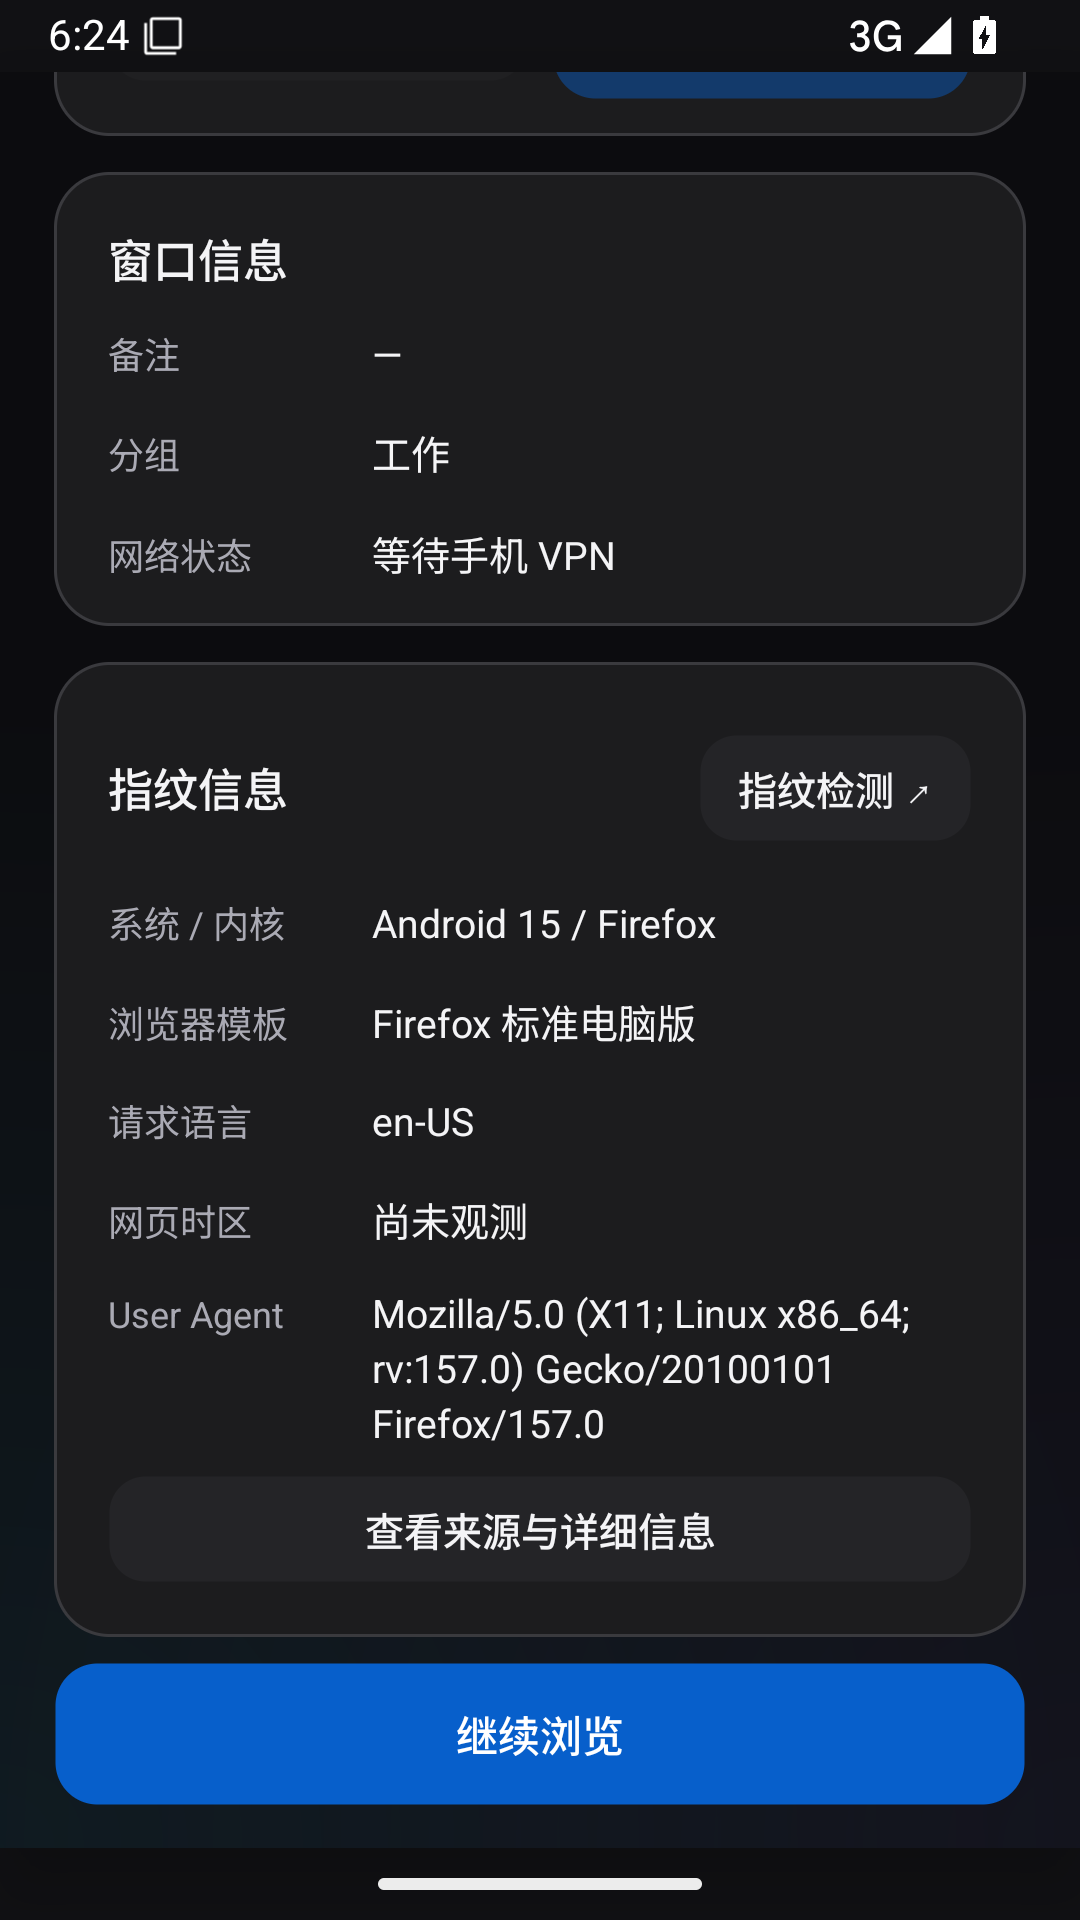 6:24
3G
窗口信息
备注 —
分组 工作
网络状态 等待手机 VPN
指纹信息
指纹检测 ↗
系统 / 内核 Android 15 / Firefox
浏览器模板 Firefox 标准电脑版
请求语言 en-US
网页时区 尚未观测
User Agent Mozilla/5.0 (X11; Linux x86_64;
rv:157.0) Gecko/20100101
Firefox/157.0
查看来源与详细信息
继续浏览